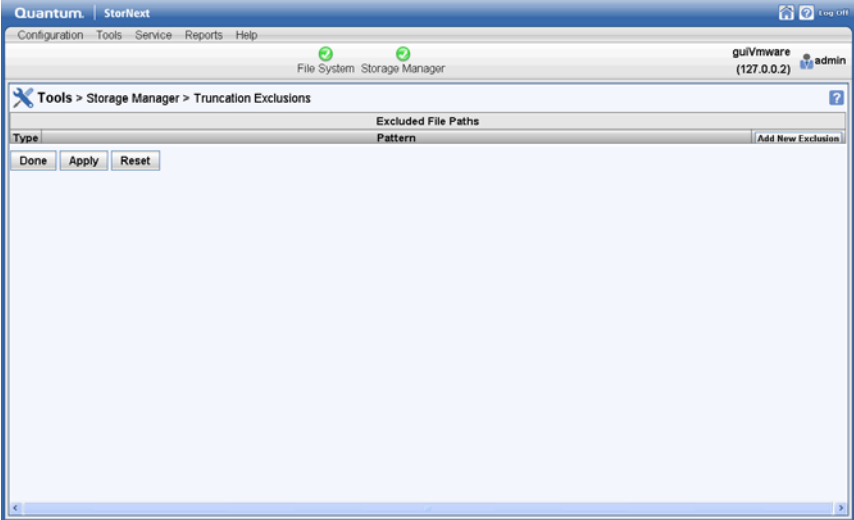 Quantum. StorNext Log Off
Configuration Tools Service Reports Help
File System Storage Manager
guiVmware
(127.0.0.2)
admin
Tools > Storage Manager > Truncation Exclusions
Excluded File Paths
Type Pattern Add New Exclusion
Done Apply Reset